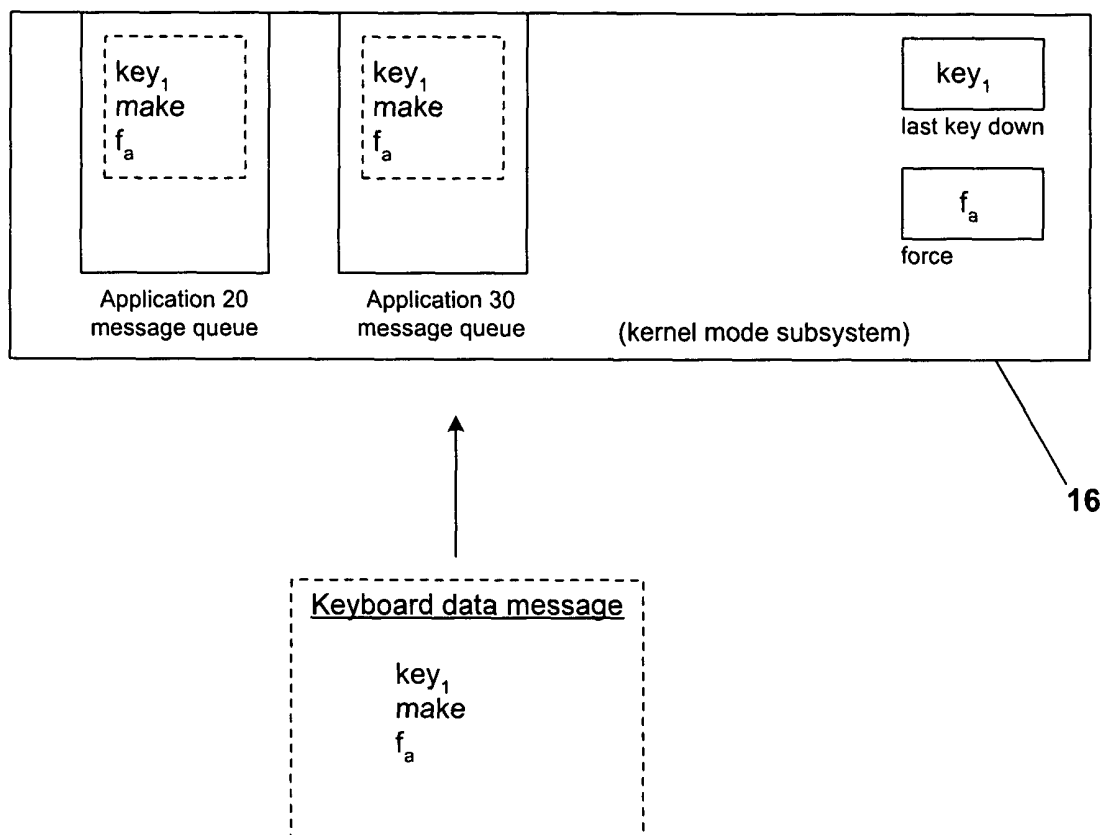 key₁
make
fₐ
Application 20
message queue
key₁
make
fₐ
Application 30
message queue
key₁
last key down
fₐ
force
(kernel mode subsystem)
16
Keyboard data message
key₁
make
fₐ